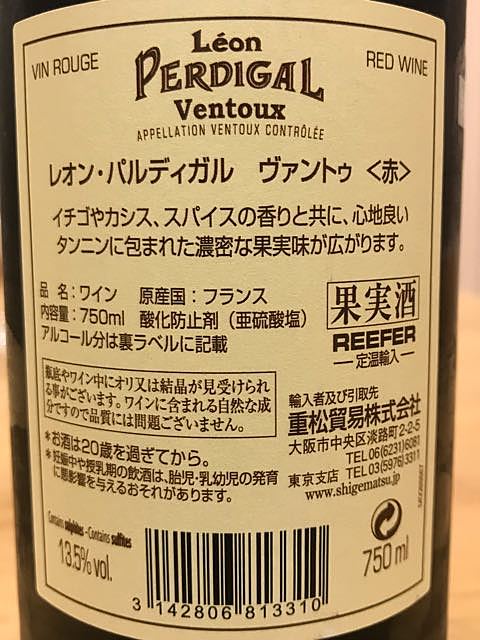 VIN ROUGE
Léon
RED WINE
PERDIGAL
Ventoux
APPELLATION VENTOUX CONTRÔLÉE
レオン・パルディガル ヴァントゥ <赤>
イチゴやカシス、スパイスの香りと共に、心地良い
タンニンに包まれた濃密な果実味が広がります。
品 名:ワイン 原産国:フランス
内容量:750ml 酸化防止剤(亜硫酸塩)
アルコール分は裏ラベルに記載
果実酒
REEFER
―定温輸入―
瓶底やワイン中にオリ又は結晶が見受けられ
る事がございます。ワインに含まれる自然な成
分ですので品質には問題ございません。
*お酒は20歳を過ぎてから。
*妊娠中や授乳期の飲酒は、胎児・乳幼児の発育
に悪影響を与えるおそれがあります。
輸入者及び引取先
重松貿易株式会社
大阪市中央区淡路町2-2-5
TEL 06(6231)6081
東京支店 TEL 03(5976)3311
www.shigematsu.jp
Contains sulphites - Contains sulfites
13.5% vol.
750 ml
3 142806 813310